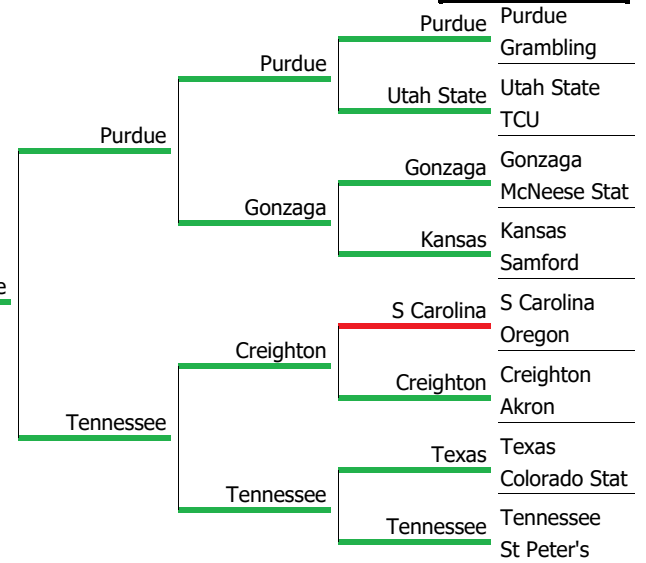 Purdue
Purdue
Grambling
Purdue
Utah State
Utah State
TCU
Purdue
Gonzaga
Gonzaga
McNeese Stat
Gonzaga
Kansas
Kansas
Samford
e
S Carolina
S Carolina
Oregon
Creighton
Creighton
Creighton
Akron
Tennessee
Texas
Texas
Colorado Stat
Tennessee
Tennessee
Tennessee
St Peter's